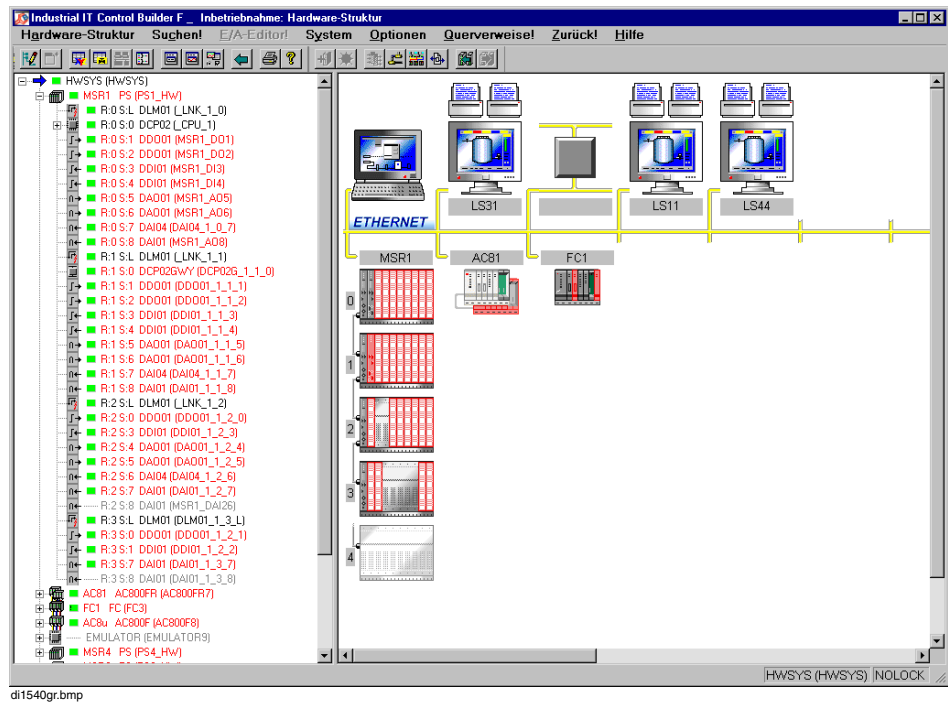 Industrial IT Control Builder F _ Inbetriebnahme: Hardware-Struktur
Hardware-Struktur Suchen! E/A-Editor! System Optionen Querverweise! Zurück! Hilfe
HWSYS (HWSYS)
MSR1 PS (PS1_HW)
R:0 S:L DLM01 (_LNK_1_0)
R:0 S:0 DCP02 (_CPU_1)
R:0 S:1 DDO01 (MSR1_DO1)
R:0 S:2 DDO01 (MSR1_DO2)
R:0 S:3 DDI01 (MSR1_DI3)
R:0 S:4 DDI01 (MSR1_DI4)
R:0 S:5 DAO01 (MSR1_AO5)
R:0 S:6 DAO01 (MSR1_AO6)
R:0 S:7 DAI04 (DAI04_1_0_7)
R:0 S:8 DAI01 (MSR1_AO8)
R:1 S:L DLM01 (_LNK_1_1)
R:1 S:0 DCP02GWY (DCP02G_1_1_0)
R:1 S:1 DDO01 (DDO01_1_1_1)
R:1 S:2 DDO01 (DDO01_1_1_2)
R:1 S:3 DDI01 (DDI01_1_1_3)
R:1 S:4 DDI01 (DDI01_1_1_4)
R:1 S:5 DAO01 (DAO01_1_1_5)
R:1 S:6 DAO01 (DAO01_1_1_6)
R:1 S:7 DAI04 (DAI04_1_1_7)
R:1 S:8 DAI01 (DAI01_1_1_8)
R:2 S:L DLM01 (_LNK_1_2)
R:2 S:0 DDO01 (DDO01_1_2_0)
R:2 S:3 DDI01 (DDI01_1_2_3)
R:2 S:4 DAO01 (DAO01_1_2_4)
R:2 S:5 DAO01 (DAO01_1_2_5)
R:2 S:6 DAI04 (DAI04_1_2_6)
R:2 S:7 DAI01 (DAI01_1_2_7)
R:2 S:8 DAI01 (MSR1_DAI26)
R:3 S:L DLM01 (DLM01_1_3_L)
R:3 S:0 DDO01 (DDO01_1_2_1)
R:3 S:1 DDI01 (DDI01_1_2_2)
R:3 S:7 DAI01 (DAI01_1_3_7)
R:3 S:8 DAI01 (DAI01_1_3_8)
AC81 AC800FR (AC800FR7)
FC1 FC (FC3)
AC8u AC800F (AC800F8)
EMULATOR (EMULATOR9)
MSR4 PS (PS4_HW)
LS31
LS11
LS44
ETHERNET
MSR1
AC81
FC1
0
1
2
3
4
HWSYS (HWSYS)
NOLOCK
di1540gr.bmp